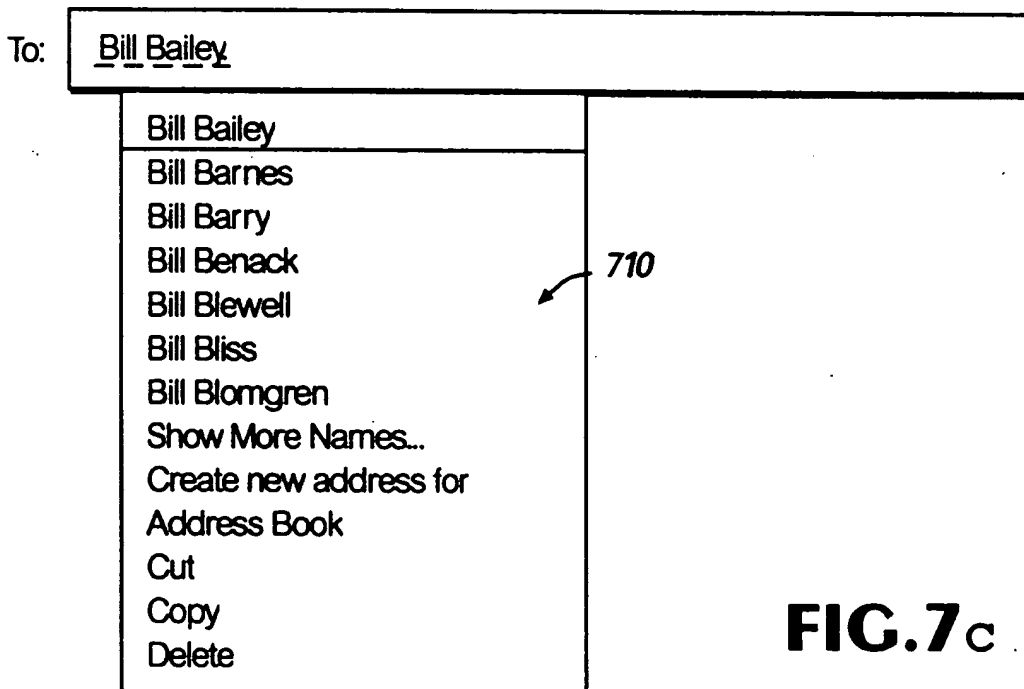 To: Bill Bailey
Bill Bailey
Bill Barnes
Bill Barry
Bill Benack
710
Bill Blewell
Bill Bliss
Bill Blomgren
Show More Names...
Create new address for
Address Book
Cut
Copy
Delete
FIG.7c